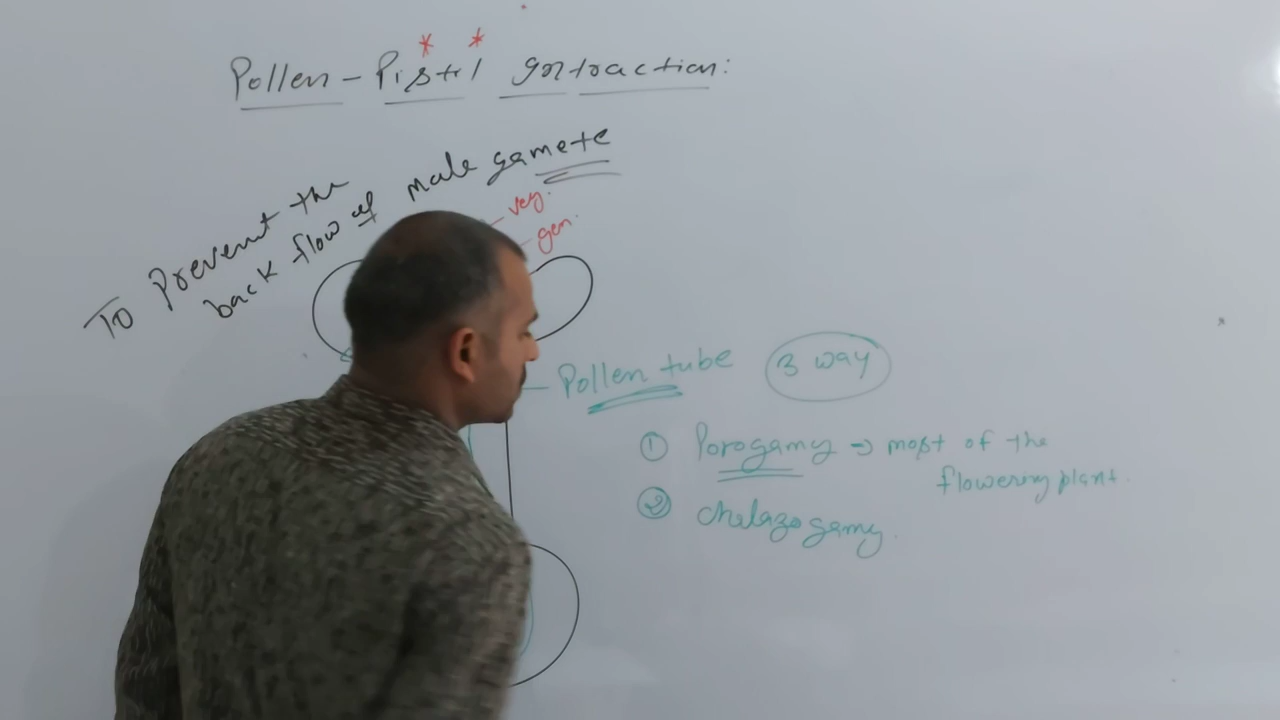 Pollen - Pistil Intraction:
To Prevent the
back flow of male gamete
veg.
gen.
Pollen tube 3 way
① Porogamy → most of the
flowering plant.
② Chalazogamy.